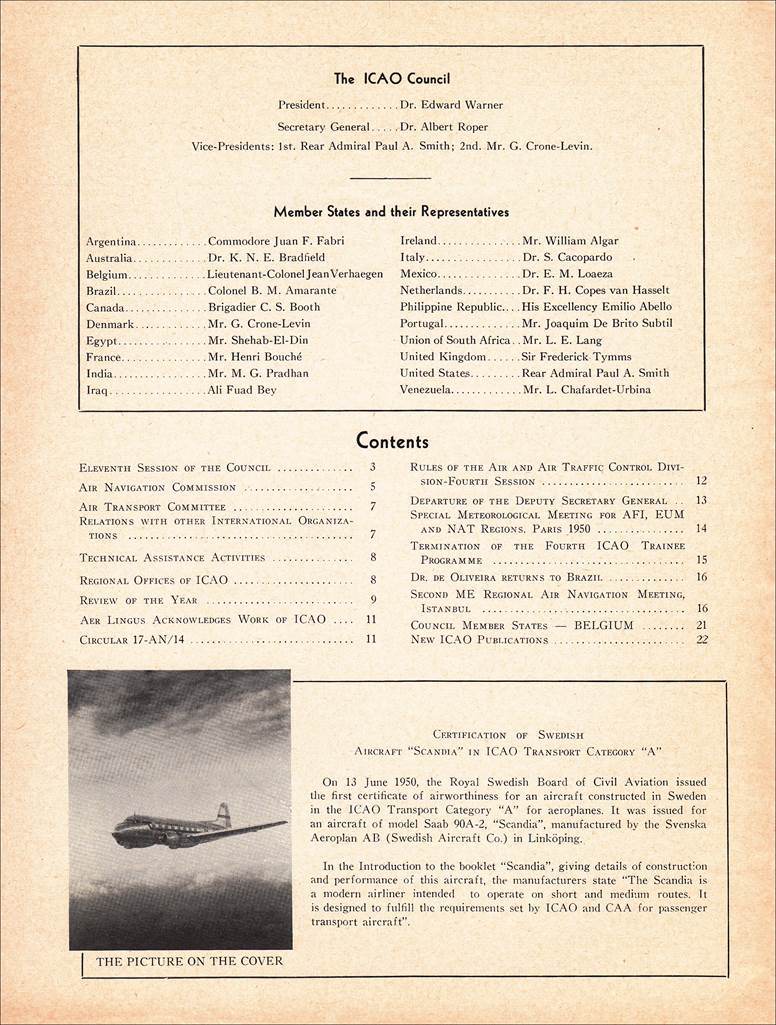 The ICAO Council
President.............Dr. Edward Warner
Secretary General.....Dr. Albert Roper
Vice-Presidents: 1st. Rear Admiral Paul A. Smith; 2nd. Mr. G. Crone-Levin.
Member States and their Representatives
Argentina.............Commodore Juan F. Fabri
Australia..............Dr. K. N. E. Bradfield
Belgium...............Lieutenant-Colonel Jean Verhaegen
Brazil.................Colonel B. M. Amarante
Canada...............Brigadier C. S. Booth
Denmark.............Mr. G. Crone-Levin
Egypt................Mr. Shehab-El-Din
France................Mr. Henri Bouché
India.................Mr. M. G. Pradhan
Iraq..................Ali Fuad Bey
Ireland...............Mr. William Algar
Italy.................Dr. S. Cacopardo
Mexico...............Dr. E. M. Loaeza
Netherlands..........Dr. F. H. Copes van Hasselt
Philippine Republic....His Excellency Emilio Abello
Portugal..............Mr. Joaquim De Brito Subtil
Union of South Africa..Mr. L. E. Lang
United Kingdom......Sir Frederick Tymms
United States.........Rear Admiral Paul A. Smith
Venezuela.............Mr. L. Chafardet-Urbina
Contents
Eleventh Session of the Council .............. 3
Air Navigation Commission .................... 5
Air Transport Committee ...................... 7
Relations with other International Organiza-
tions ......................................... 7
Technical Assistance Activities ............... 8
Regional Offices of ICAO ...................... 8
Review of the Year ........................... 9
Aer Lingus Acknowledges Work of ICAO .... 11
Circular 17-AN/14 .............................. 11
Rules of the Air and Air Traffic Control Divi-
sion-Fourth Session .......................... 12
Departure of the Deputy Secretary General .. 13
Special Meteorological Meeting for AFI, EUM
and NAT Regions. Paris 1950 ................ 14
Termination of the Fourth ICAO Trainee
Programme ................................... 15
Dr. de Oliveira returns to Brazil .............. 16
Second ME Regional Air Navigation Meeting,
Istanbul ..................................... 16
Council Member States — BELGIUM ........ 21
New ICAO Publications ........................ 22
Certification of Swedish
Aircraft "Scandia" in ICAO Transport Category "A"
On 13 June 1950, the Royal Swedish Board of Civil Aviation issued
the first certificate of airworthiness for an aircraft constructed in Sweden
in the ICAO Transport Category "A" for aeroplanes. It was issued for
an aircraft of model Saab 90A-2, "Scandia", manufactured by the Svenska
Aeroplan AB (Swedish Aircraft Co.) in Linköping.
In the Introduction to the booklet "Scandia", giving details of construction
and performance of this aircraft, the manufacturers state "The Scandia is
a modern airliner intended to operate on short and medium routes. It
is designed to fulfill the requirements set by ICAO and CAA for passenger
transport aircraft".
THE PICTURE ON THE COVER